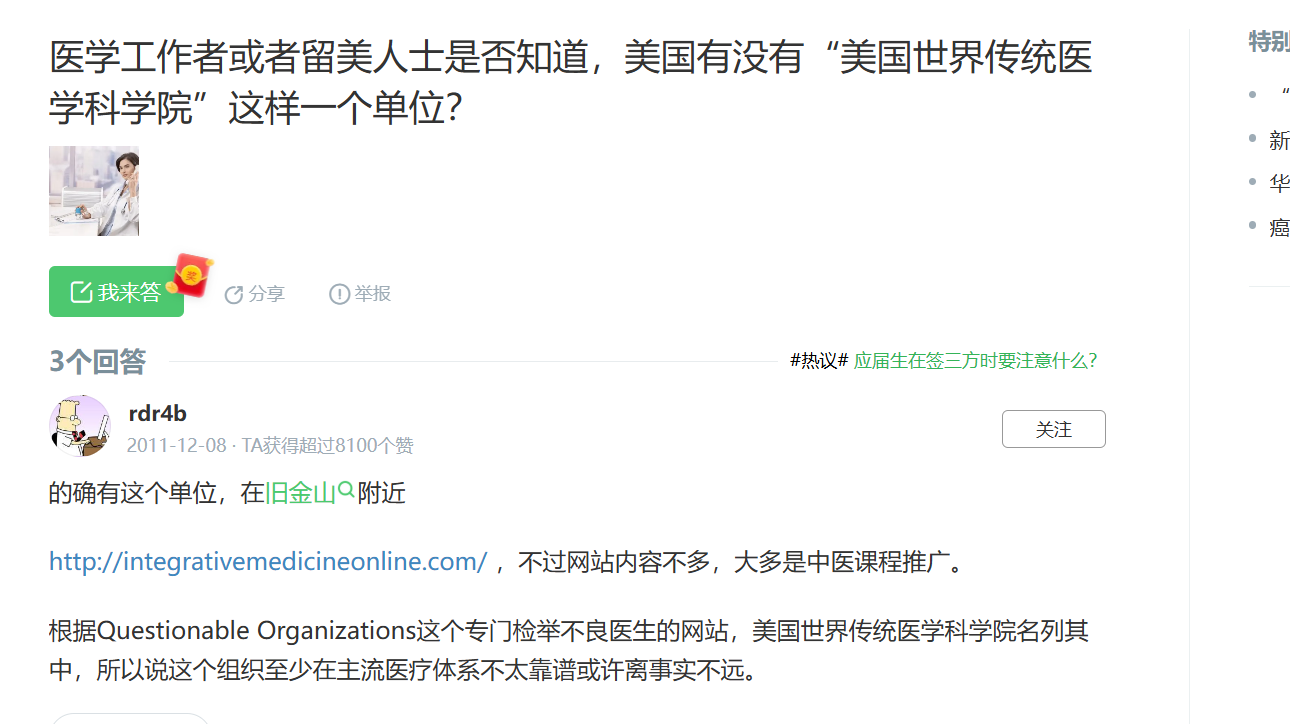 医学工作者或者留美人士是否知道，美国有没有“美国世界传统医
学科学院”这样一个单位？
我来答
奖
分享
举报
3个回答
#热议# 应届生在签三方时要注意什么？
rdr4b
2011-12-08 · TA获得超过8100个赞
关注
的确有这个单位，在旧金山附近
http://integrativemedicineonline.com/ ，不过网站内容不多，大多是中医课程推广。
根据Questionable Organizations这个专门检举不良医生的网站，美国世界传统医学科学院名列其
中，所以说这个组织至少在主流医疗体系不太靠谱或许离事实不远。
特别
“
新
华
癌